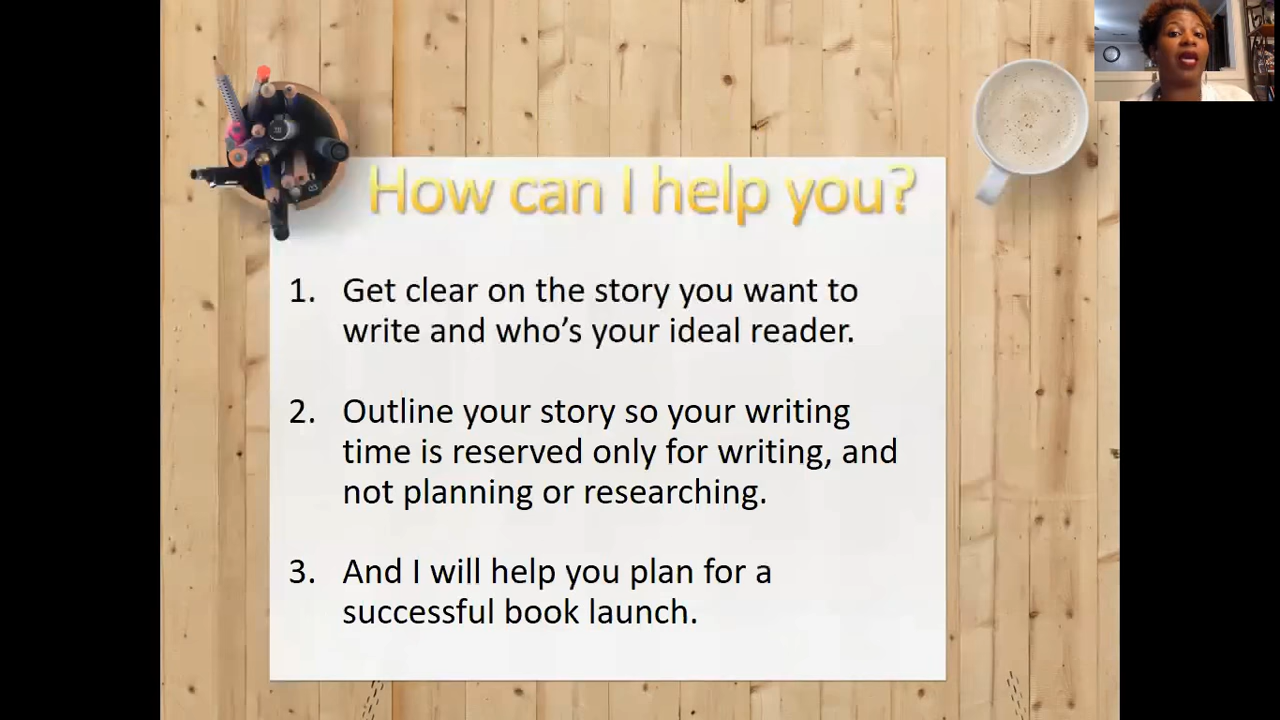 How can I help you?
1. Get clear on the story you want to
write and who's your ideal reader.
2. Outline your story so your writing
time is reserved only for writing, and
not planning or researching.
3. And I will help you plan for a
successful book launch.